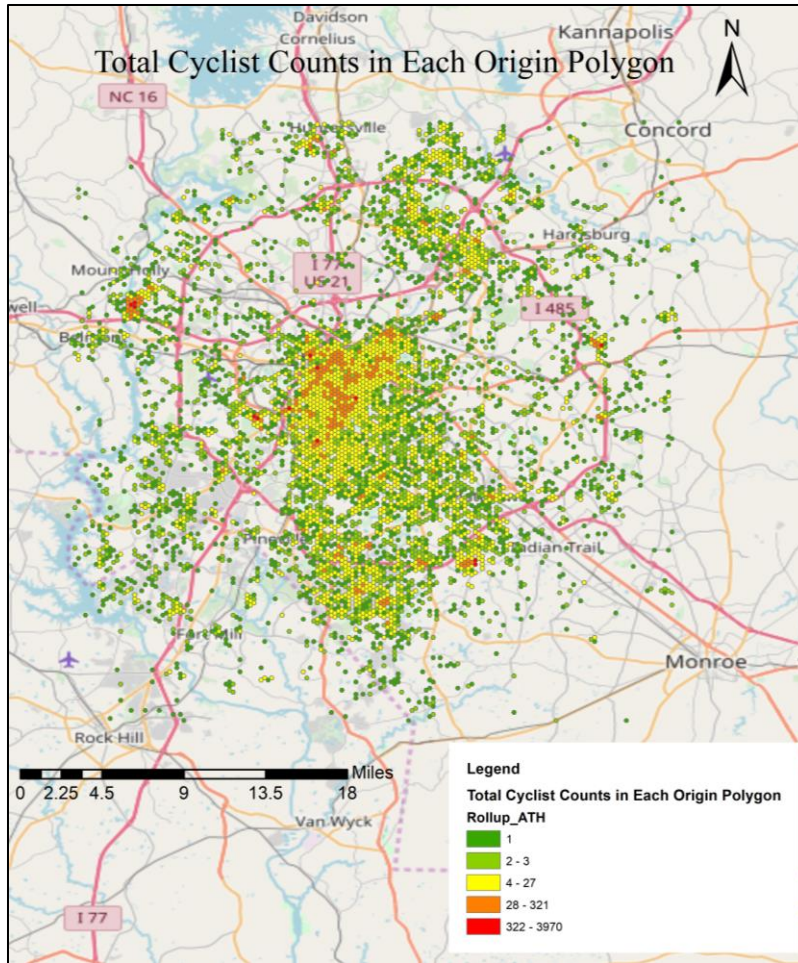 Davidson
Cornelius
Kannapolis
N
Total Cyclist Counts in Each Origin Polygon
NC 16
Huntersville
Concord
Harrisburg
I 77
US 21
Mount Holly
well
I 485
Belmont
Pineville
Indian Trail
Fort Mill
Monroe
Rock Hill
Miles
0 2.25 4.5 9 13.5 18
Van Wyck
I 77
Legend
Total Cyclist Counts in Each Origin Polygon
Rollup_ATH
1
2 - 3
4 - 27
28 - 321
322 - 3970